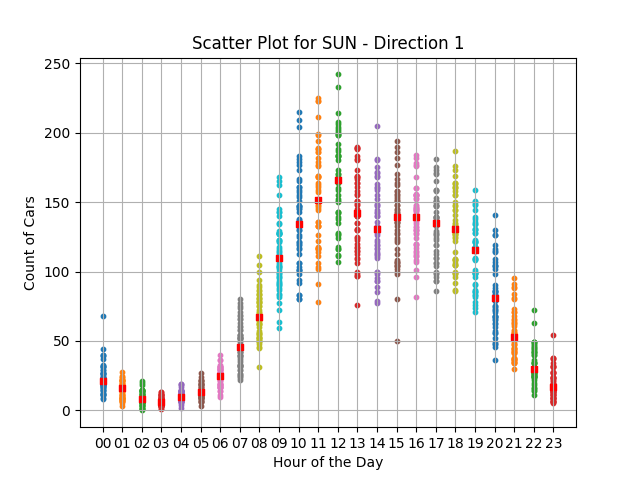 Scatter Plot for SUN - Direction 1
250
200
150
100
50
0
Count of Cars
00 01 02 03 04 05 06 07 08 09 10 11 12 13 14 15 16 17 18 19 20 21 22 23
Hour of the Day